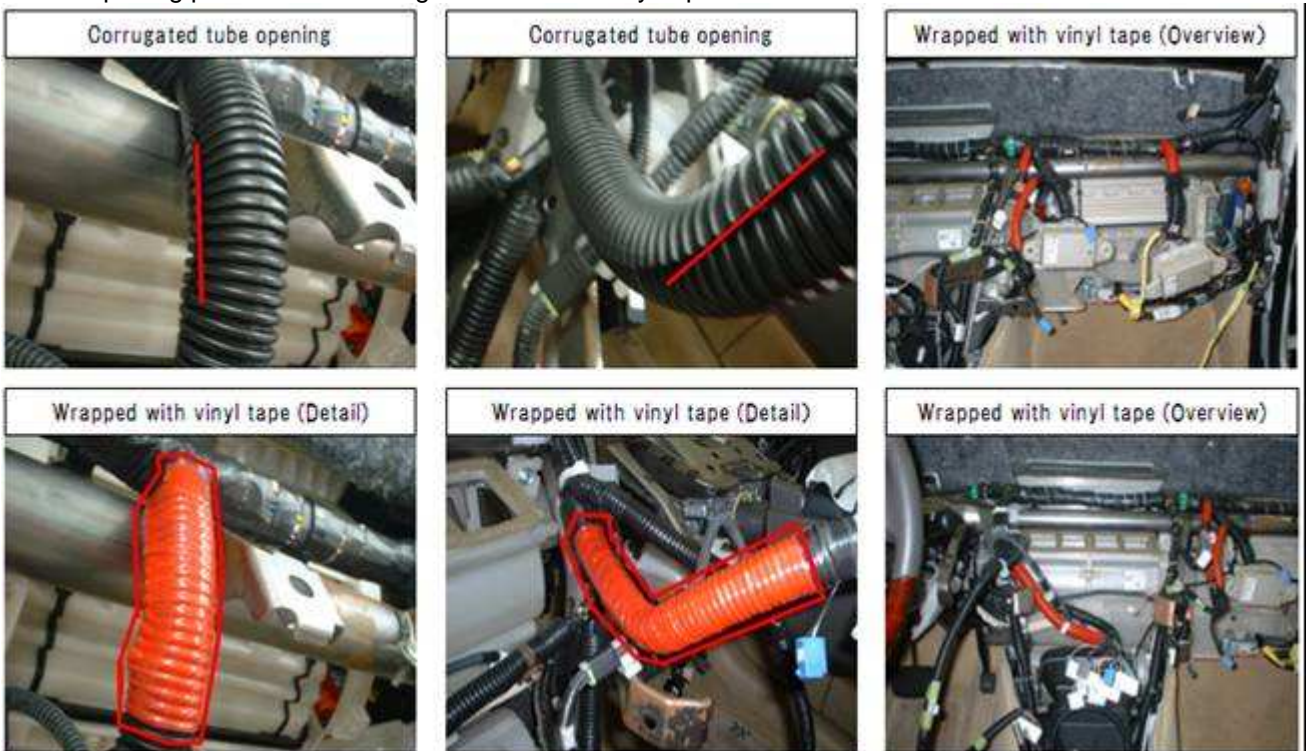 Corrugated tube opening
Corrugated tube opening
Wrapped with vinyl tape (Overview)
Wrapped with vinyl tape (Detail)
Wrapped with vinyl tape (Detail)
Wrapped with vinyl tape (Overview)